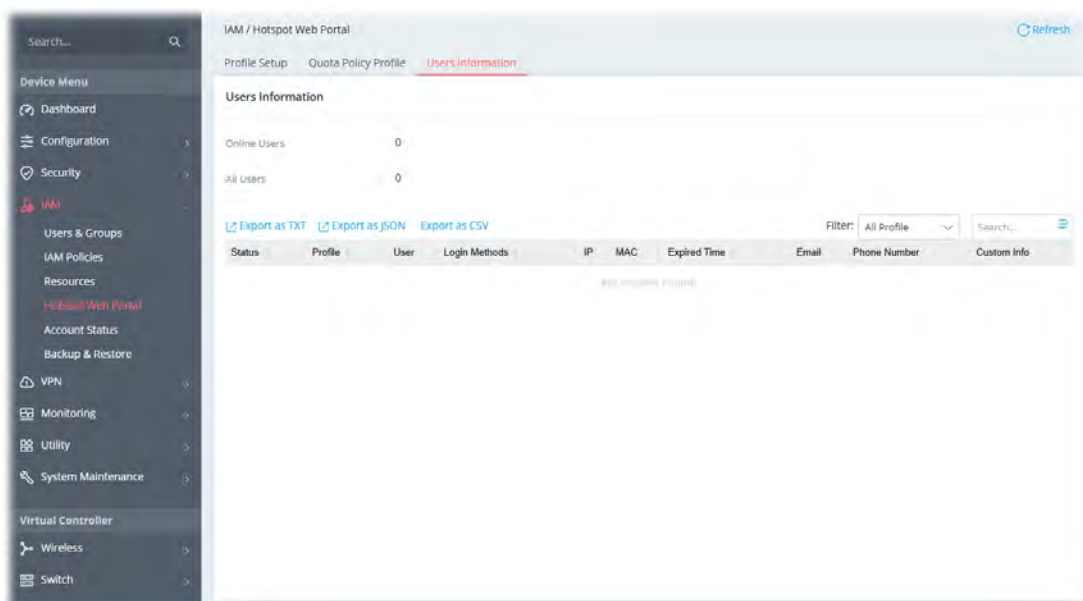 Search...
Device Menu
Dashboard
Configuration
Security
IAM
Users & Groups
IAM Policies
Resources
Hotspot Web Portal
Account Status
Backup & Restore
VPN
Monitoring
Utility
System Maintenance
Virtual Controller
Wireless
Switch
IAM / Hotspot Web Portal
Refresh
Profile Setup Quota Policy Profile Users Information
Users Information
Online Users 0
All Users 0
Export as TXT Export as JSON Export as CSV Filter: All Profile Search...
Status Profile User Login Methods IP MAC Expired Time Email Phone Number Custom Info